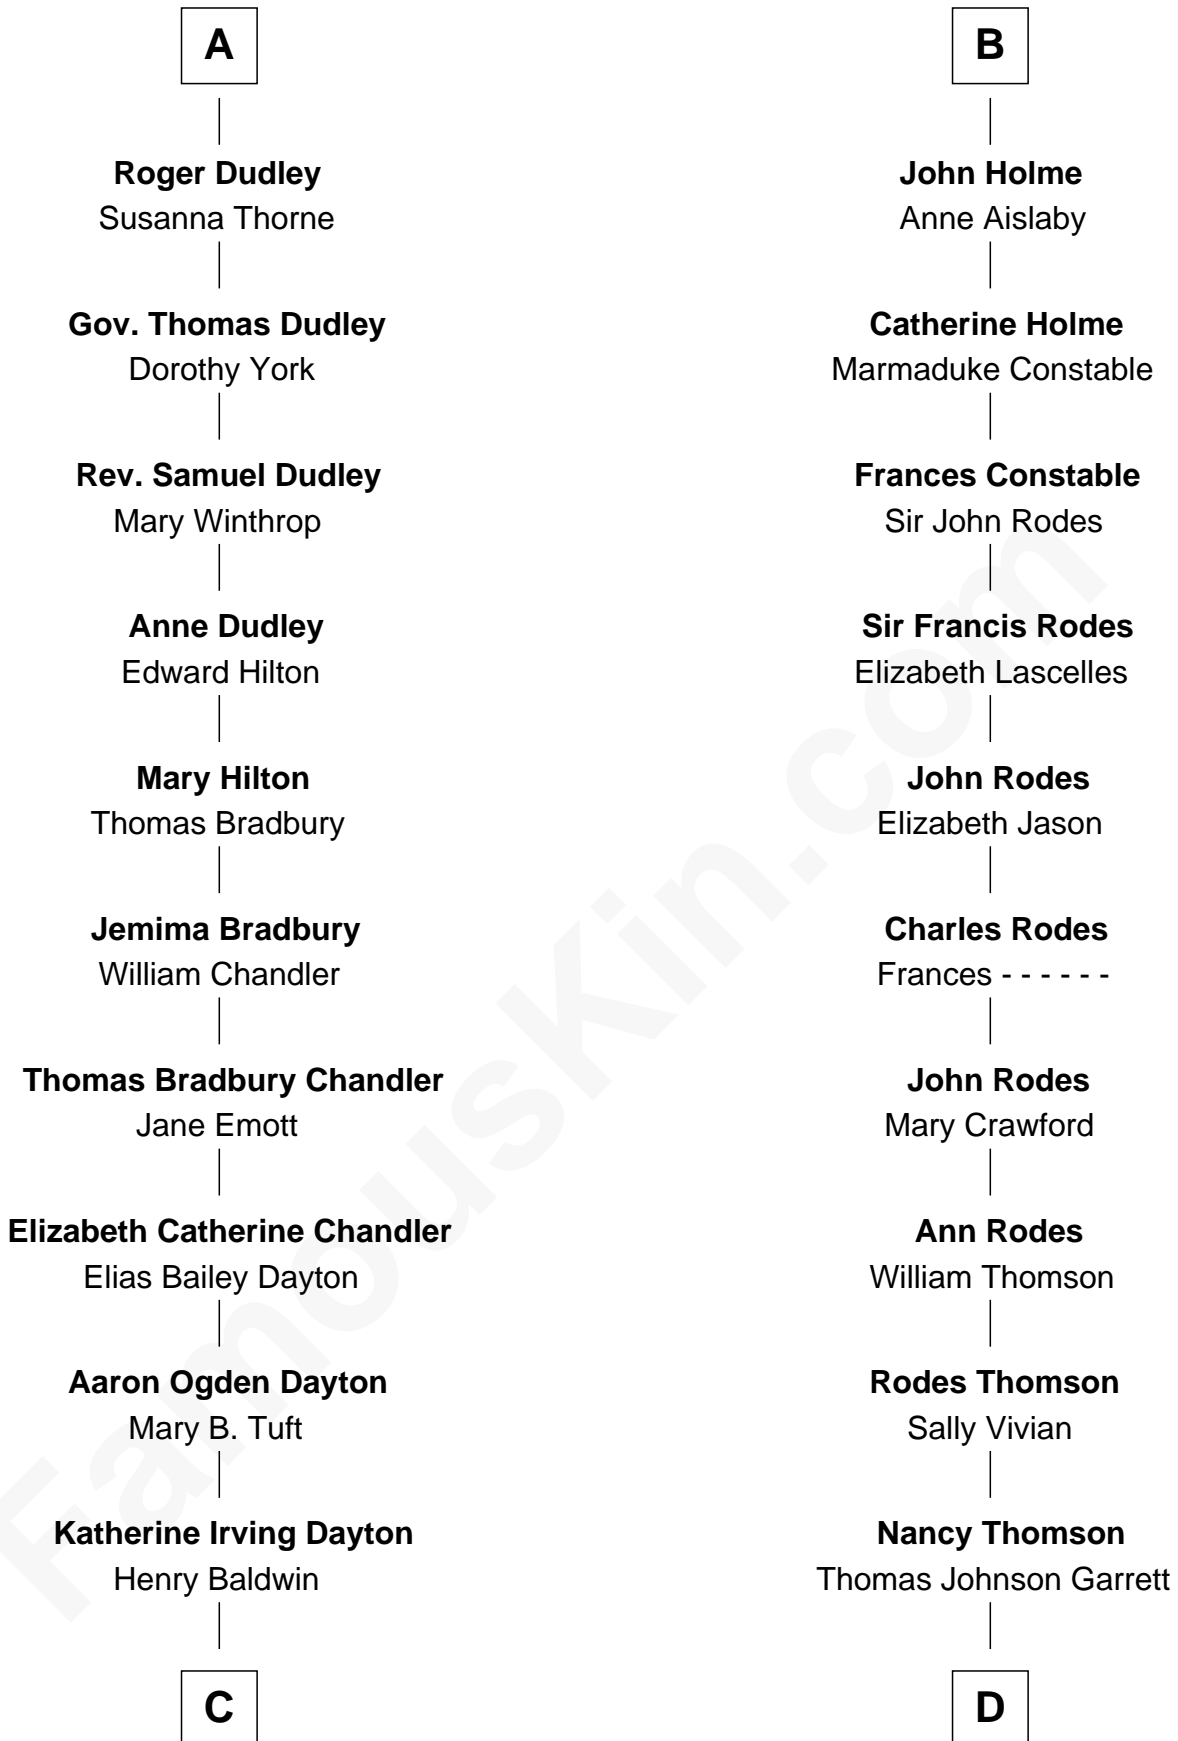 A
Roger Dudley
Susanna Thorne
Gov. Thomas Dudley
Dorothy York
Rev. Samuel Dudley
Mary Winthrop
Anne Dudley
Edward Hilton
Mary Hilton
Thomas Bradbury
Jemima Bradbury
William Chandler
Thomas Bradbury Chandler
Jane Emott
Elizabeth Catherine Chandler
Elias Bailey Dayton
Aaron Ogden Dayton
Mary B. Tuft
Katherine Irving Dayton
Henry Baldwin
C
B
John Holme
Anne Aislaby
Catherine Holme
Marmaduke Constable
Frances Constable
Sir John Rodes
Sir Francis Rodes
Elizabeth Lascelles
John Rodes
Elizabeth Jason
Charles Rodes
Frances - - - - - -
John Rodes
Mary Crawford
Ann Rodes
William Thomson
Rodes Thomson
Sally Vivian
Nancy Thomson
Thomas Johnson Garrett
D
FamousKin.com